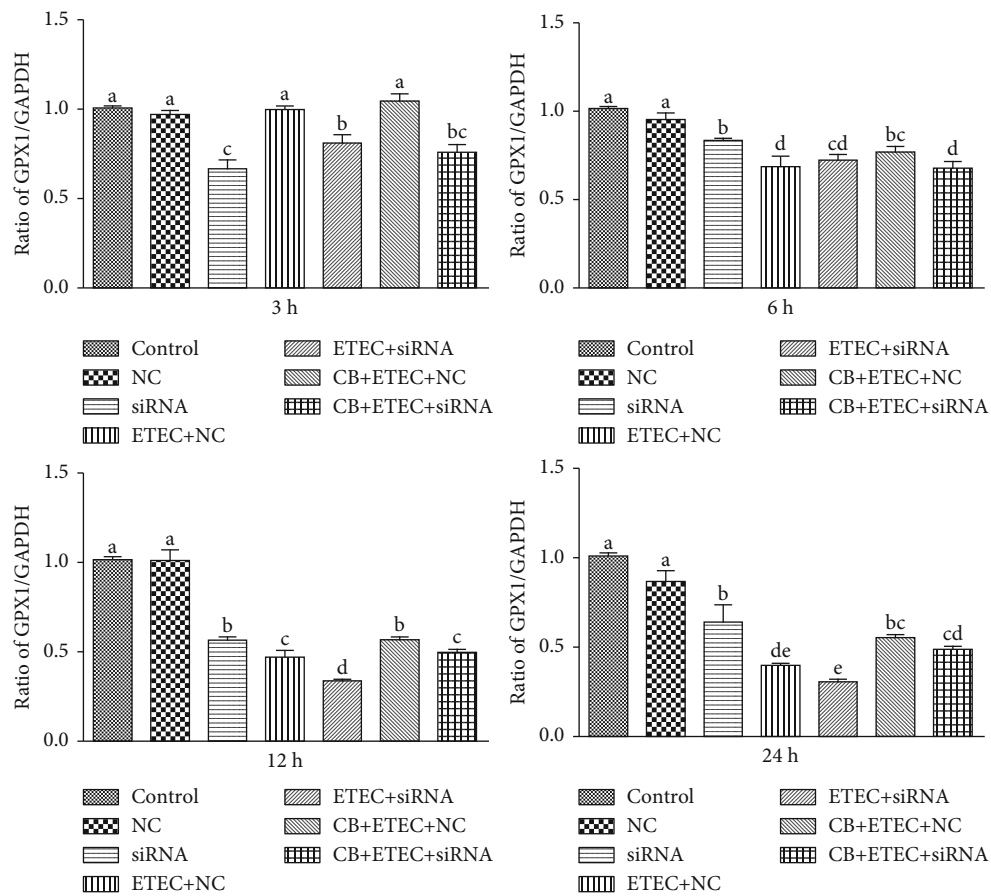 Ratio of GPX1/GAPDH
1.5
1.0
0.5
0.0
a a c a b a bc
3 h
Control
NC
siRNA
ETEC+NC
ETEC+siRNA
CB+ETEC+NC
CB+ETEC+siRNA
Ratio of GPX1/GAPDH
1.5
1.0
0.5
0.0
a a b d cd bc d
6 h
Control
NC
siRNA
ETEC+NC
ETEC+siRNA
CB+ETEC+NC
CB+ETEC+siRNA
Ratio of GPX1/GAPDH
1.5
1.0
0.5
0.0
a a b c d b c
12 h
Control
NC
siRNA
ETEC+NC
ETEC+siRNA
CB+ETEC+NC
CB+ETEC+siRNA
Ratio of GPX1/GAPDH
1.5
1.0
0.5
0.0
a a b de e bc cd
24 h
Control
NC
siRNA
ETEC+NC
ETEC+siRNA
CB+ETEC+NC
CB+ETEC+siRNA